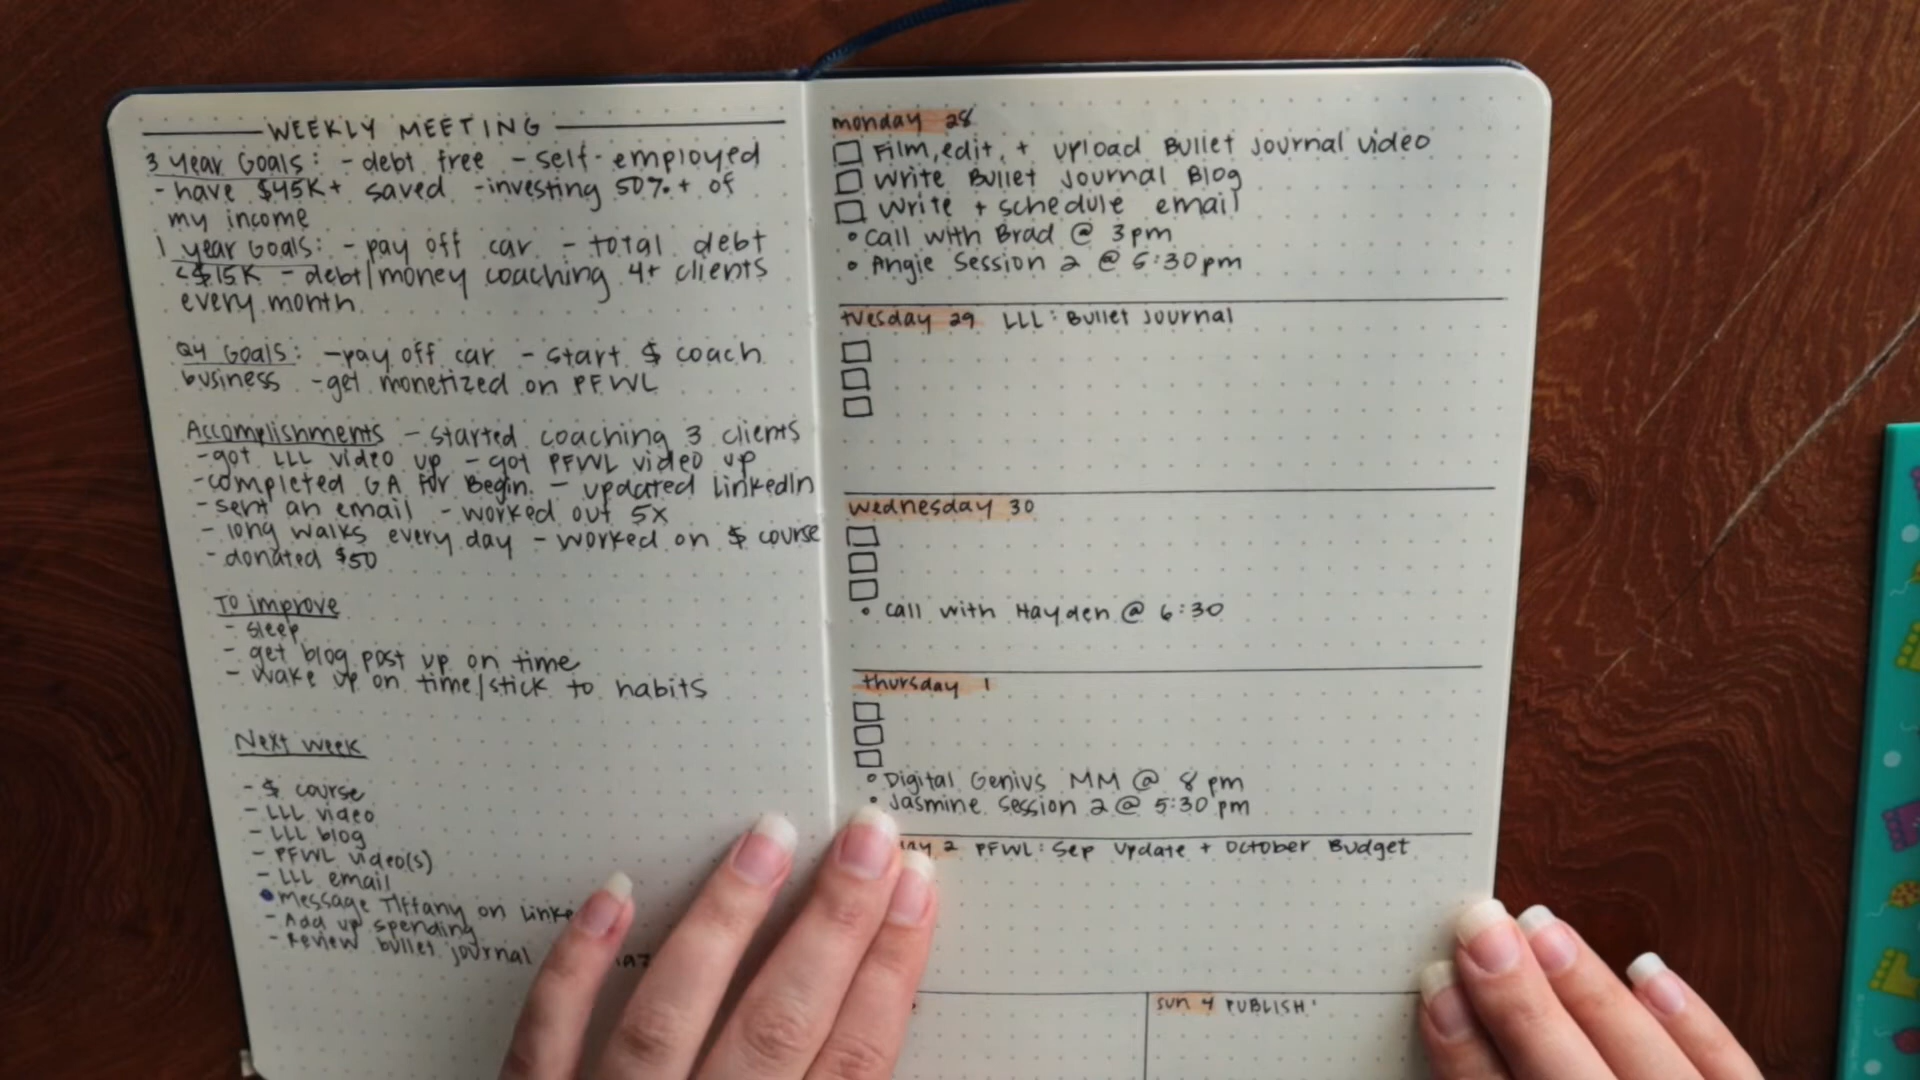 WEEKLY MEETING
3 Year Goals: - debt free - self-employed
- have $45K+ saved - investing 50%+ of
my income
1 year Goals: - pay off car - total debt
<$15K - debt/money coaching 4+ clients
every month
Q4 Goals: - pay off car - start $ coach
business - get monetized on PFWL
Accomplishments - started coaching 3 clients
- got LLL video up - got PFWL video up
- completed GA for Begin. - updated linkedIn
- sent an email - worked out 5x
- long walks every day - worked on $ course
- donated $50
To improve
- sleep
- get blog post up on time
- wake up on time/stick to habits
Next week
- $ course
- LLL video
- LLL blog
- PFWL video(s)
- LLL email
• Message Tiffany on
- Add up spending
- Review bullet journal
monday 28
Film, edit, + upload Bullet Journal video
Write Bullet Journal Blog
Write + schedule email
• Call with Brad @ 3pm
• Angie Session 2 @ 5:30pm
tuesday 29 LLL: Bullet Journal
wednesday 30
• Call with Hayden @ 6:30
thursday 1
• Digital Genius MM @ 8 pm
• Jasmine Session 2 @ 5:30 pm
2 PFWL: Sep Update + October Budget
sun 4 PUBLISH